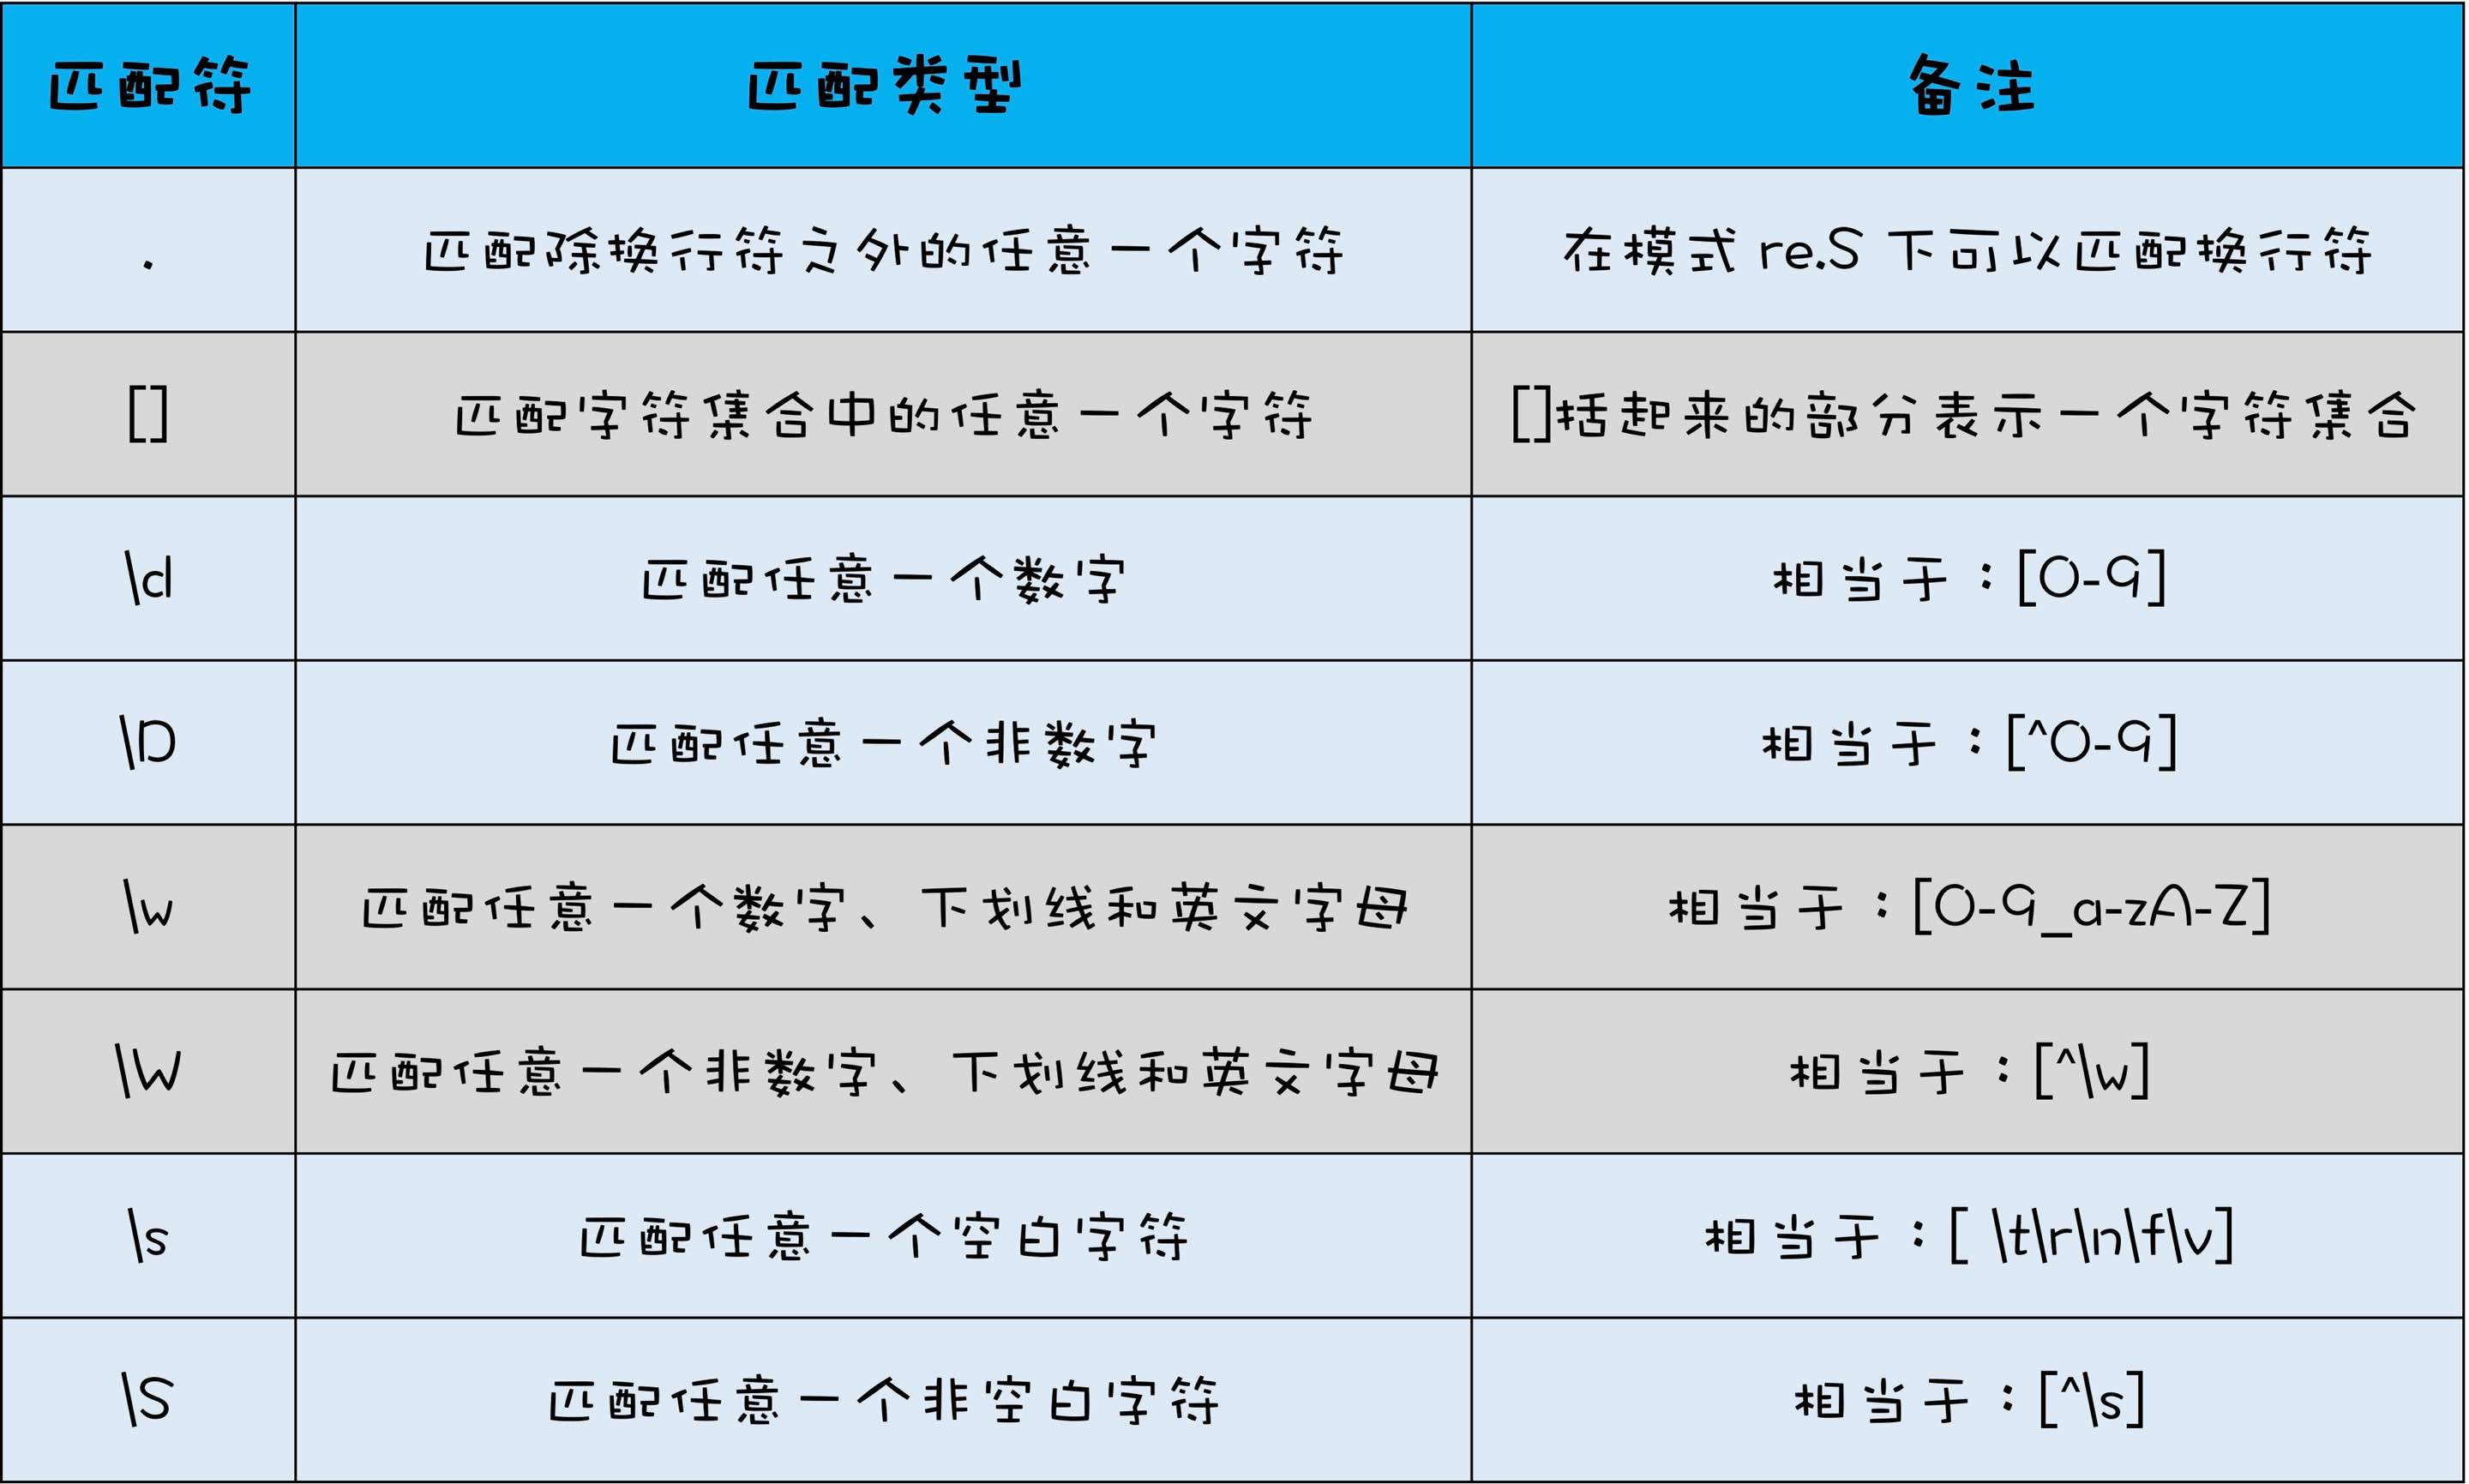 匹配符 匹配类型 备注
. 匹配除换行符之外的任意一个字符 在模式 re.S 下可以匹配换行符
[] 匹配字符集合中的任意一个字符 []括起来的部分表示一个字符集合
\d 匹配任意一个数字 相当于：[0-9]
\D 匹配任意一个非数字 相当于：[^0-9]
\w 匹配任意一个数字、下划线和英文字母 相当于：[0-9_a-zA-Z]
\W 匹配任意一个非数字、下划线和英文字母 相当于：[^\w]
\s 匹配任意一个空白字符 相当于：[ \t\r\n\f\v]
\S 匹配任意一个非空白字符 相当于：[^\s]